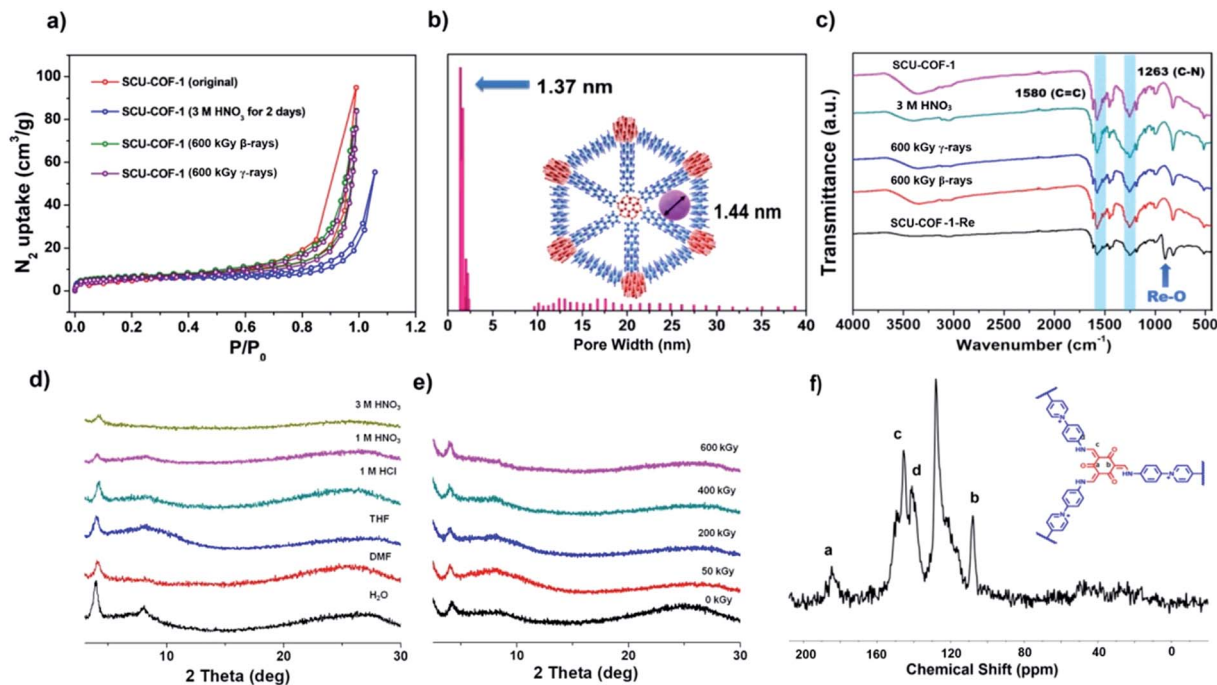 a)
N₂ uptake (cm³/g)
100
80
60
40
20
0
SCU-COF-1 (original)
SCU-COF-1 (3 M HNO₃ for 2 days)
SCU-COF-1 (600 kGy β-rays)
SCU-COF-1 (600 kGy γ-rays)
0.0 0.2 0.4 0.6 0.8 1.0 1.2
P/P₀
b)
1.37 nm
1.44 nm
0 5 10 15 20 25 30 35 40
Pore Width (nm)
c)
Transmittance (a.u.)
SCU-COF-1
1263 (C-N)
1580 (C=C)
3 M HNO₃
600 kGy γ-rays
600 kGy β-rays
SCU-COF-1-Re
Re-O
4000 3500 3000 2500 2000 1500 1000 500
Wavenumber (cm⁻¹)
d)
3 M HNO₃
1 M HNO₃
1 M HCl
THF
DMF
H₂O
10 20 30
2 Theta (deg)
e)
600 kGy
400 kGy
200 kGy
50 kGy
0 kGy
10 20 30
2 Theta (deg)
f)
c
d
b
a
HN
c
a b
NH
NH
200 160 120 80 40 0
Chemical Shift (ppm)